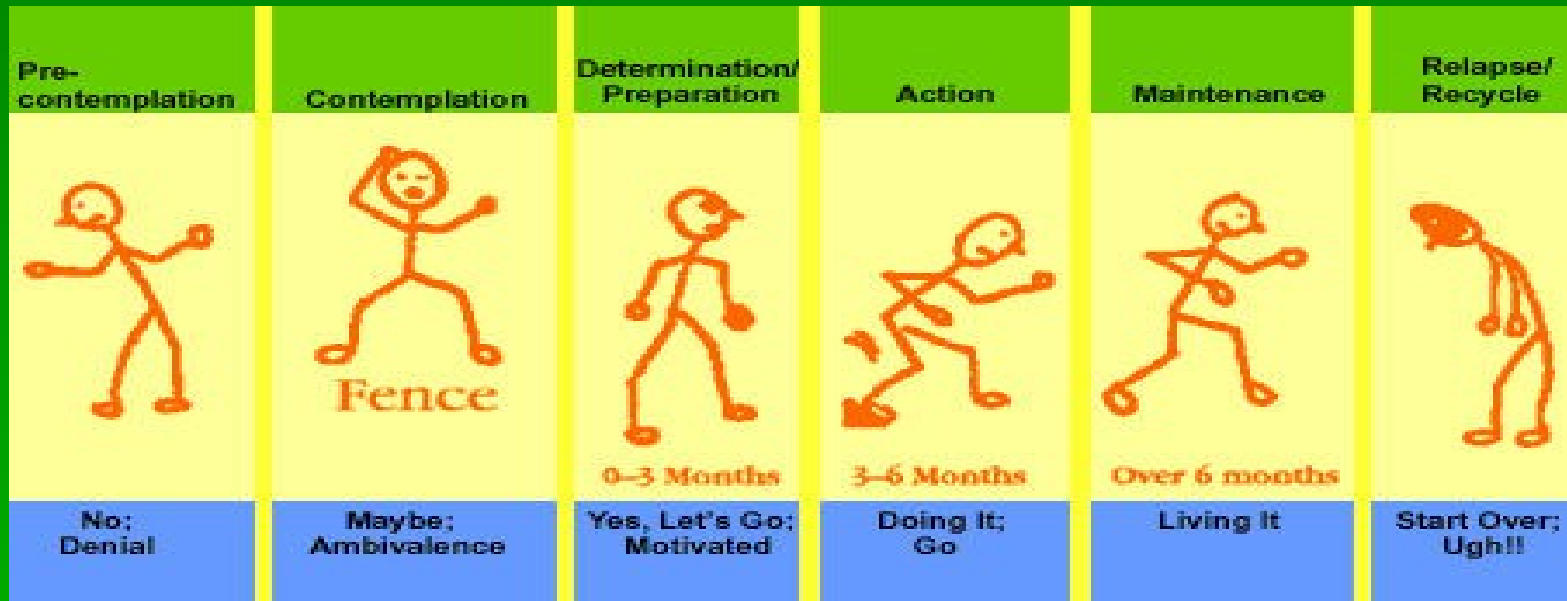 Pre-
contemplation
Contemplation
Determination/
Preparation
Action
Maintenance
Relapse/
Recycle
Fence
0–3 Months
3–6 Months
Over 6 months
No;
Denial
Maybe;
Ambivalence
Yes, Let's Go;
Motivated
Doing It;
Go
Living It
Start Over;
Ugh!!